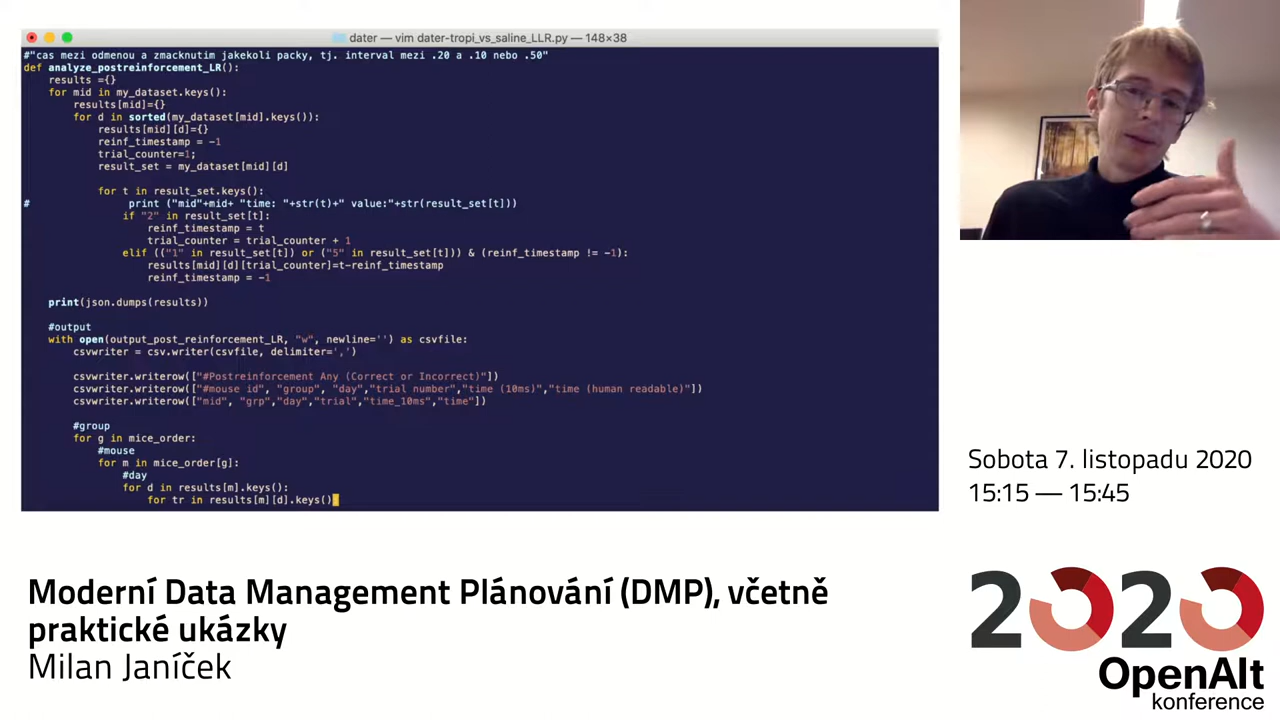 dater — vim dater-tropi_vs_saline_LLR.py — 148×38
#"cas mezi odmenou a zmacknutim jakekoli packy, tj. interval mezi .20 a .10 nebo .50"
def analyze_postreinforcement_LR():
    results ={}
    for mid in my_dataset.keys():
        results[mid]={}
        for d in sorted(my_dataset[mid].keys()):
            results[mid][d]={}
            reinf_timestamp = -1
            trial_counter=1;
            result_set = my_dataset[mid][d]
            for t in result_set.keys():
#                print ("mid"+mid+ "time: "+str(t)+" value:"+str(result_set[t]))
                if "2" in result_set[t]:
                    reinf_timestamp = t
                    trial_counter = trial_counter + 1
                elif (("1" in result_set[t]) or ("5" in result_set[t])) & (reinf_timestamp != -1):
                    results[mid][d][trial_counter]=t-reinf_timestamp
                    reinf_timestamp = -1
    print(json.dumps(results))
    #output
    with open(output_post_reinforcement_LR, "w", newline='') as csvfile:
        csvwriter = csv.writer(csvfile, delimiter=',')
        csvwriter.writerow(["#Postreinforcement Any (Correct or Incorrect)"])
        csvwriter.writerow(["#mouse id", "group", "day","trial number","time (10ms)","time (human readable)"])
        csvwriter.writerow(["mid", "grp","day","trial","time_10ms","time"])
        #group
        for g in mice_order:
            #mouse
            for m in mice_order[g]:
                #day
                for d in results[m].keys():
                    for tr in results[m][d].keys()
Sobota 7. listopadu 2020
15:15 — 15:45
Moderní Data Management Plánování (DMP), včetně
praktické ukázky
Milan Janíček
2020
OpenAlt
konference